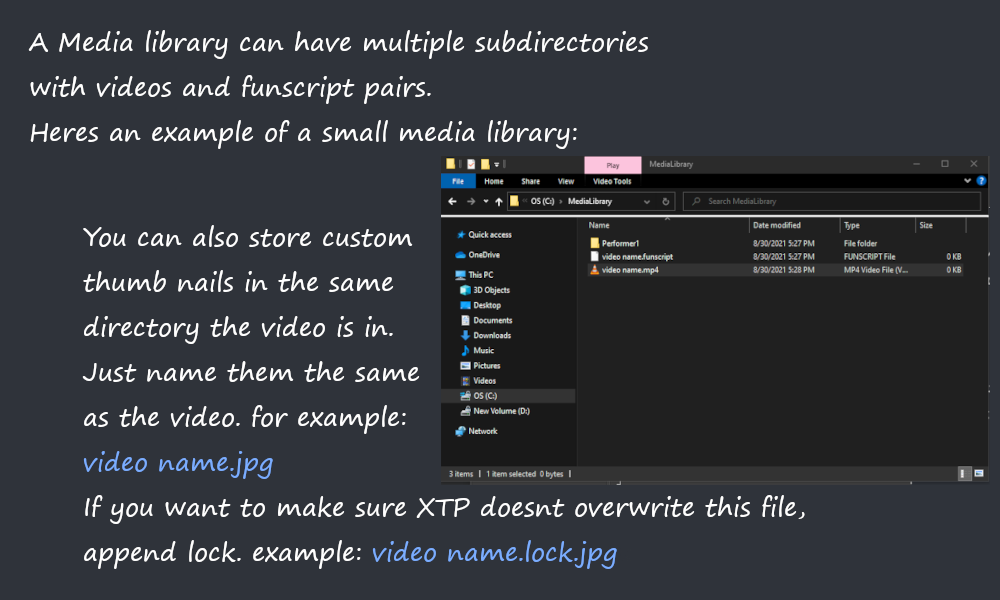 A Media library can have multiple subdirectories
with videos and funscript pairs.
Heres an example of a small media library:
Play MediaLibrary
File Home Share View Video Tools
OS (C:) MediaLibrary Search MediaLibrary
Name Date modified Type Size
Quick access
OneDrive
This PC
3D Objects
Desktop
Documents
Downloads
Music
Pictures
Videos
OS (C:)
New Volume (D:)
Network
Performer1 8/30/2021 5:27 PM File folder
video name.funscript 8/30/2021 5:27 PM FUNSCRIPT File 0 KB
video name.mp4 8/30/2021 5:28 PM MP4 Video File (V... 0 KB
3 items 1 item selected 0 bytes
You can also store custom
thumb nails in the same
directory the video is in.
Just name them the same
as the video. for example:
video name.jpg
If you want to make sure XTP doesnt overwrite this file,
append lock. example: video name.lock.jpg